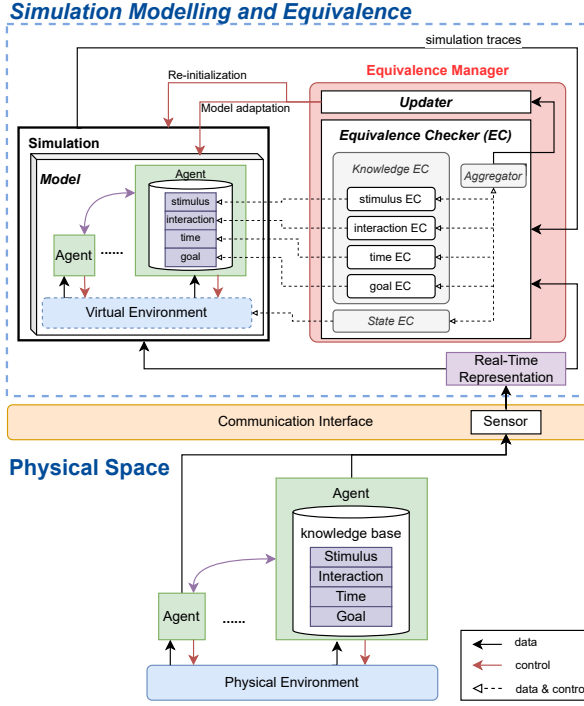 Simulation Modelling and Equivalence
simulation traces
Re-initialization
Equivalence Manager
Model adaptation
Updater
Simulation
Equivalence Checker (EC)
Model
Agent
Knowledge EC
Aggregator
stimulus
stimulus EC
interaction
interaction EC
time
time EC
goal
goal EC
Agent
......
Virtual Environment
State EC
Real-Time
Representation
Communication Interface
Sensor
Physical Space
Agent
knowledge base
Stimulus
Interaction
Time
Goal
Agent
......
Physical Environment
data
control
data & control